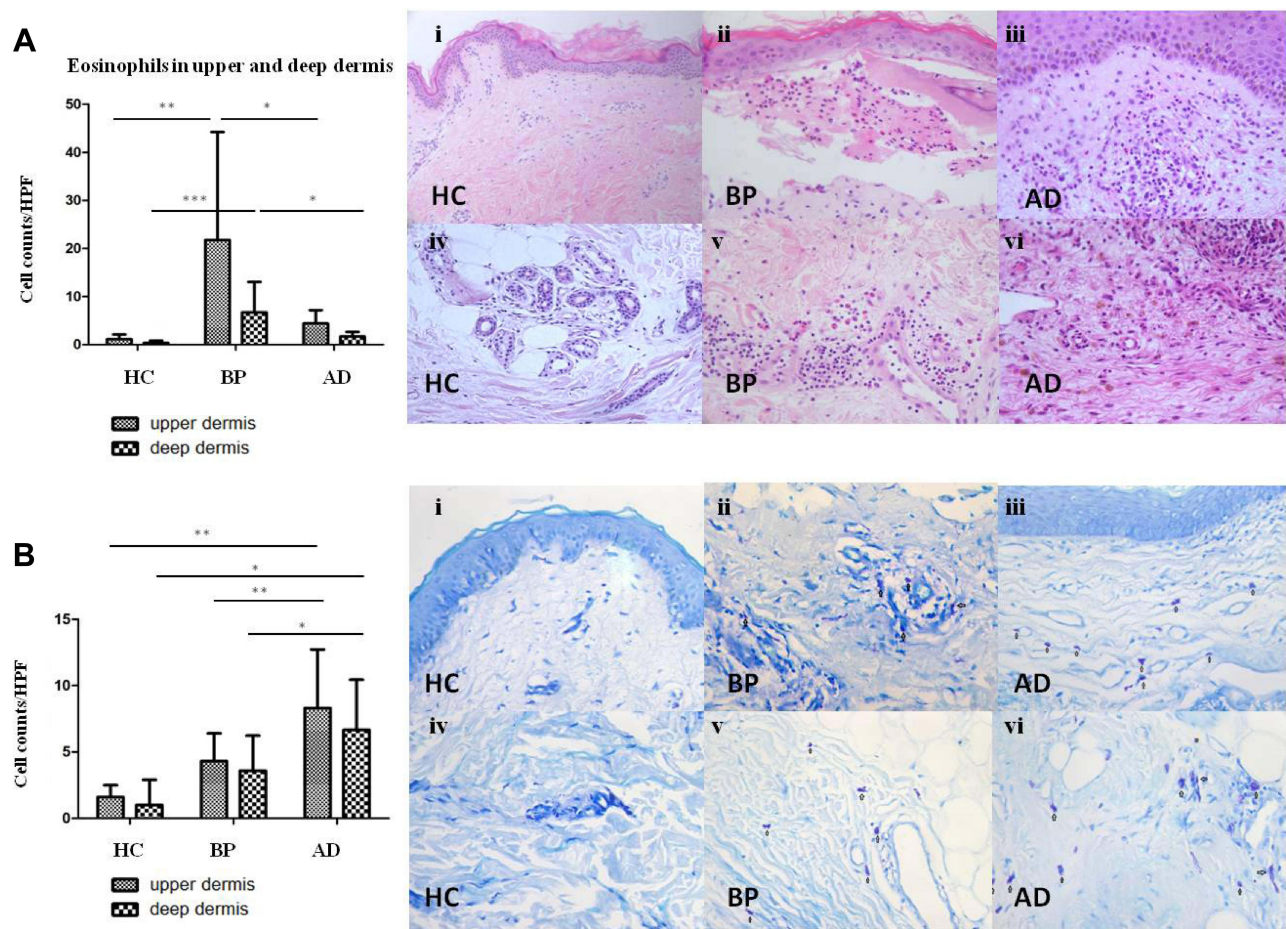 A
Eosinophils in upper and deep dermis
50
40
30
20
10
0
Cell counts/HPF
** *
*** *
HC BP AD
upper dermis
deep dermis
i ii iii
HC BP AD
iv v vi
HC BP AD
B
**
*
**
*
15
10
5
0
Cell counts/HPF
HC BP AD
upper dermis
deep dermis
i ii iii
HC BP AD
iv v vi
HC BP AD